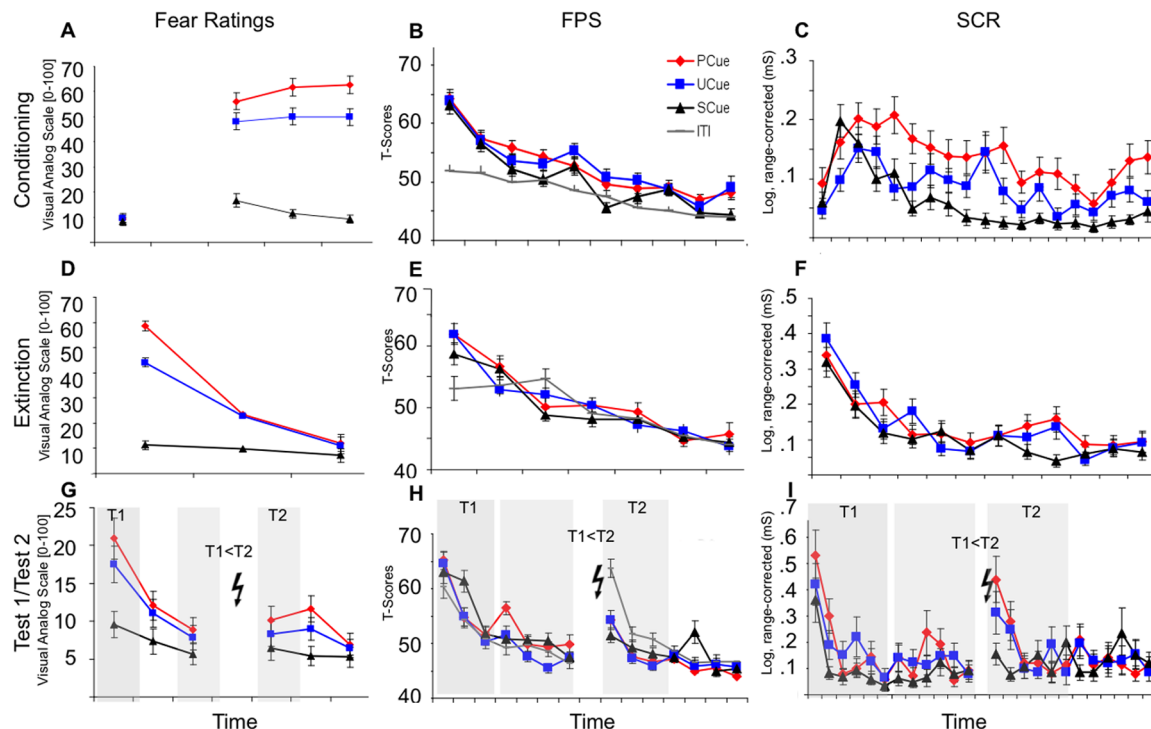 Fear Ratings FPS SCR
A B C
Conditioning
Visual Analog Scale [0-100]
70
60
50
40
30
20
10
T-Scores
70
60
50
40
PCue
UCue
SCue
ITI
Log, range-corrected (mS)
.3
.2
.1
D E F
Extinction
Visual Analog Scale [0-100]
70
60
50
40
30
20
10
T-Scores
70
60
50
40
Log, range-corrected (mS)
.5
.4
.3
.2
.1
G H I
Test 1/Test 2
Visual Analog Scale [0-100]
25
20
15
10
5
T1 T2
T1<T2
T-Scores
70
60
50
40
T1 T2
T1<T2
Log, range-corrected (mS)
.7
.6
.5
.4
.3
.2
.1
T1 T2
T1<T2
Time Time